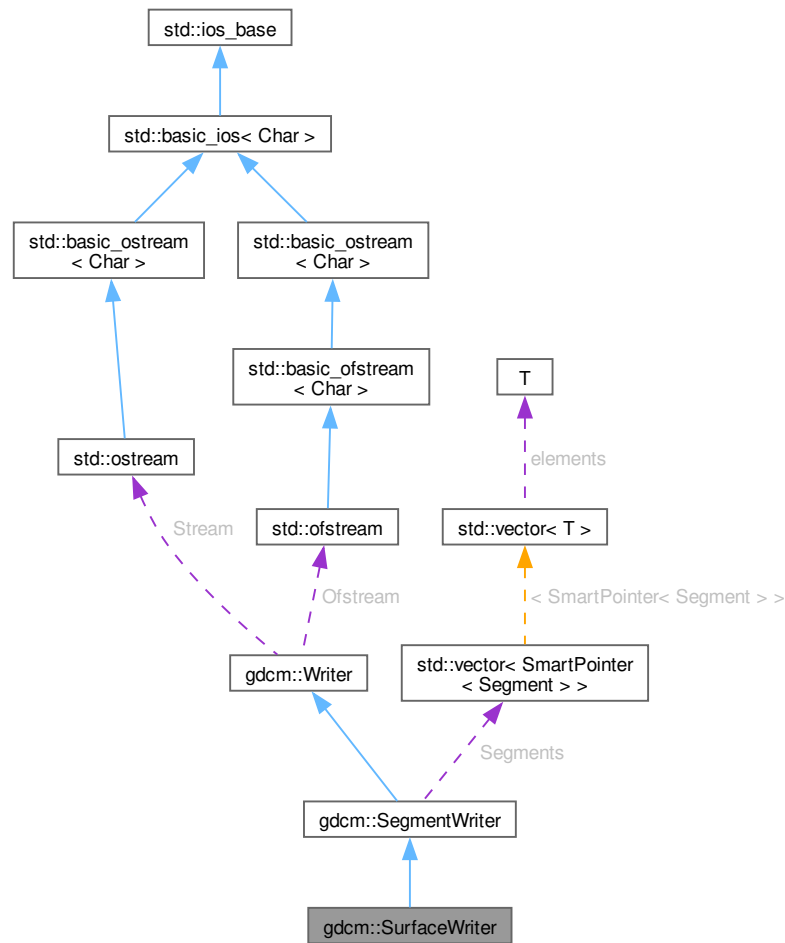 std::ios_base
std::basic_ios< Char >
std::basic_ostream
< Char >
std::basic_ostream
< Char >
std::basic_ofstream
< Char >
T
std::ostream
elements
std::ofstream
std::vector< T >
Stream
Ofstream
< SmartPointer< Segment > >
gdcm::Writer
std::vector< SmartPointer
< Segment > >
Segments
gdcm::SegmentWriter
gdcm::SurfaceWriter